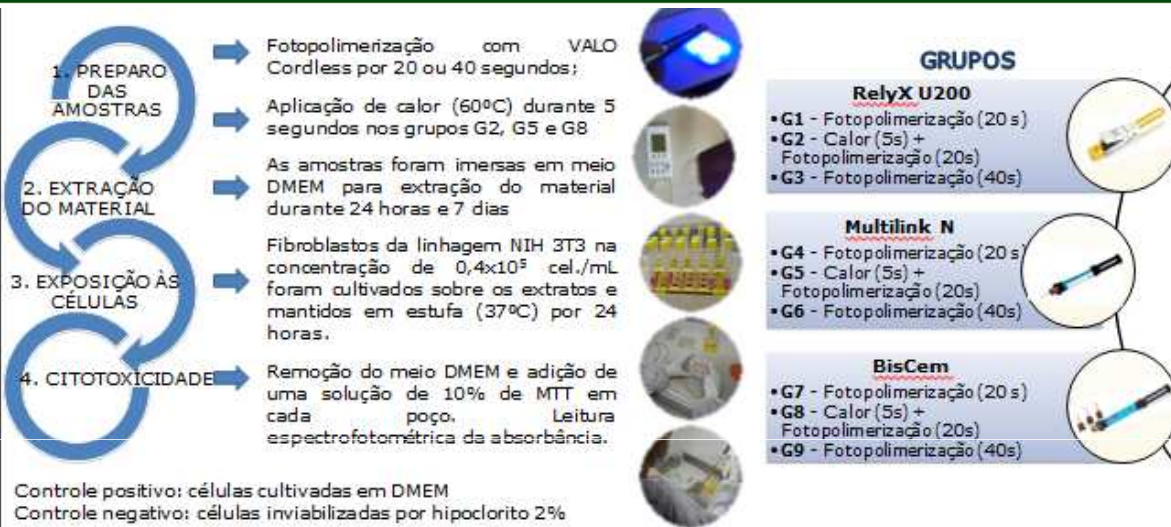 1. PREPARO
DAS
AMOSTRAS
2. EXTRAÇÃO
DO MATERIAL
3. EXPOSIÇÃO ÀS
CÉLULAS
4. CITOTOXICIDADE
Fotopolimerização com VALO
Cordless por 20 ou 40 segundos;
Aplicação de calor (60ºC) durante 5
segundos nos grupos G2, G5 e G8
As amostras foram imersas em meio
DMEM para extração do material
durante 24 horas e 7 dias
Fibroblastos da linhagem NIH 3T3 na
concentração de 0,4x10⁵ cel./mL
foram cultivados sobre os extratos e
mantidos em estufa (37ºC) por 24
horas.
Remoção do meio DMEM e adição de
uma solução de 10% de MTT em
cada poço. Leitura
espectrofotométrica da absorbância.
Controle positivo: células cultivadas em DMEM
Controle negativo: células inviabilizadas por hipoclorito 2%
GRUPOS
RelyX U200
•G1 - Fotopolimerização (20 s)
•G2 - Calor (5s) +
Fotopolimerização (20s)
•G3 - Fotopolimerização (40s)
Multilink N
•G4 - Fotopolimerização (20 s)
•G5 - Calor (5s) +
Fotopolimerização (20s)
•G6 - Fotopolimerização (40s)
BisCem
•G7 - Fotopolimerização (20 s)
•G8 - Calor (5s) +
Fotopolimerização (20s)
•G9 - Fotopolimerização (40s)